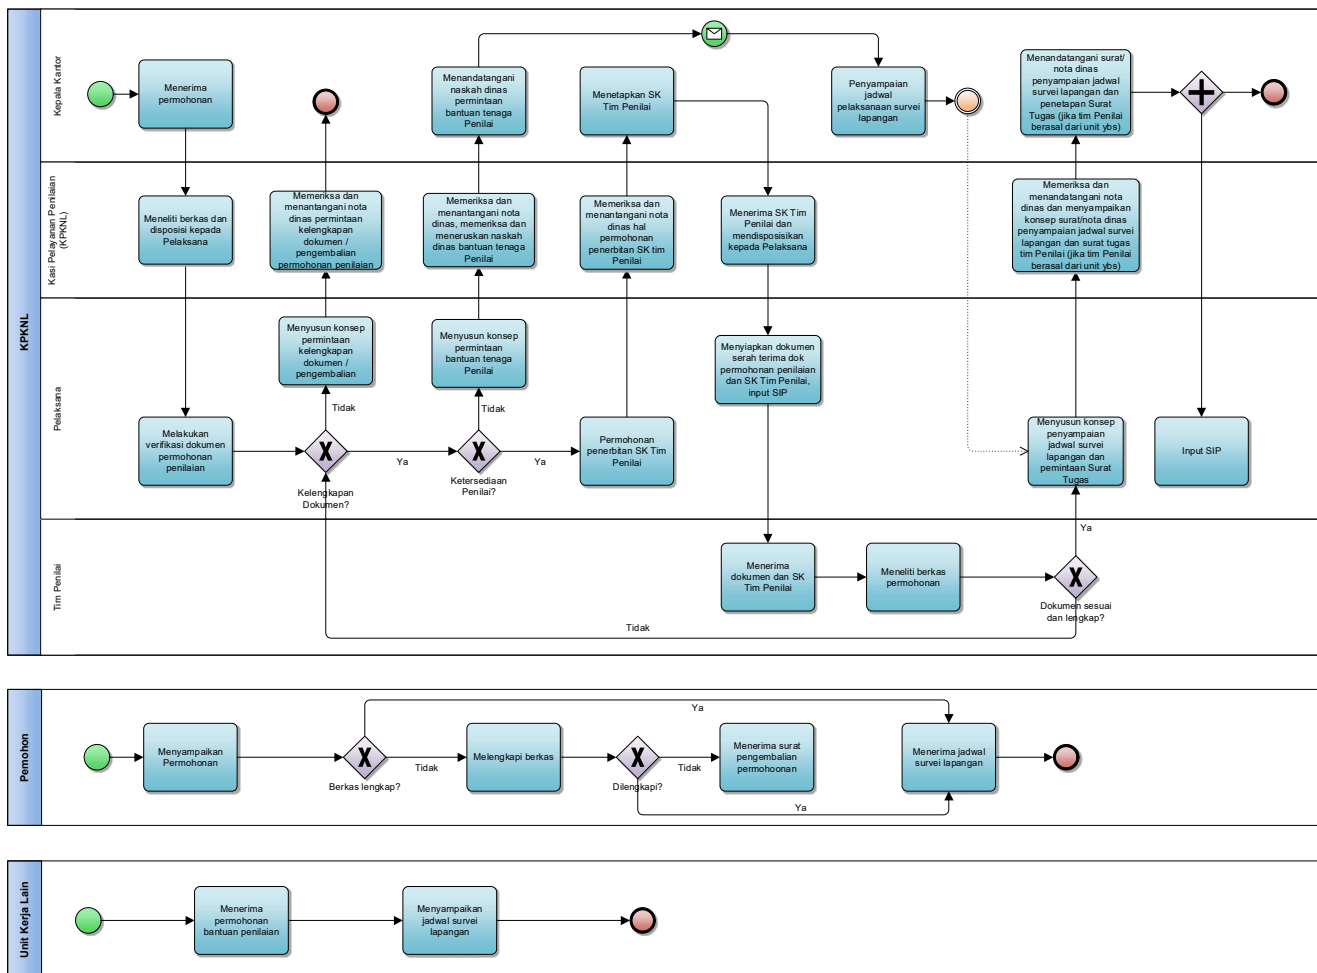 KPKNL
Kepala Kantor
Menerima
permohonan
Menandatangani
naskah dinas
permintaan
bantuan tenaga
Penilai
Menetapkan SK
Tim Penilai
Penyampaian
jadwal
pelaksanaan survei
lapangan
Menandatangani surat/
nota dinas
penyampaian jadwal
survei lapangan dan
penetapan Surat
Tugas (jika tim Penilai
berasal dari unit ybs)
Kasi Pelayanan Penilaian
(KPKNL)
Meneliti berkas dan
disposisi kepada
Pelaksana
Memeriksa dan
menantangani nota
dinas permintaan
kelengkapan
dokumen /
pengembalian
permohonan penilaian
Memeriksa dan
menantangani nota
dinas, memeriksa dan
meneruskan naskah
dinas bantuan tenaga
Penilai
Memeriksa dan
menantangani nota
dinas hal
permohonan
penerbitan SK tim
Penilai
Menerima SK Tim
Penilai dan
mendisposisikan
kepada Pelaksana
Memeriksa dan
menandatangani nota
dinas dan menyampaikan
konsep surat/nota dinas
penyampaian jadwal survei
lapangan dan surat tugas
tim Penilai (jika tim Penilai
berasal dari unit ybs)
Pelaksana
Menyusun konsep
permintaan
kelengkapan
dokumen /
pengembalian
Menyusun konsep
permintaan
bantuan tenaga
Penilai
Menyiapkan dokumen
serah terima dok
permohonan penilaian
dan SK Tim Penilai,
input SIP
Tidak
Tidak
Melakukan
verifikasi dokumen
permohonan
penilaian
Ya
Ya
Kelengkapan
Dokumen?
Ketersediaan
Penilai?
Permohonan
penerbitan SK Tim
Penilai
Menyusun konsep
penyampaian
jadwal survei
lapangan dan
pemintaan Surat
Tugas
Input SIP
Ya
Tim Penilai
Menerima
dokumen dan SK
Tim Penilai
Meneliti berkas
permohonan
Dokumen sesuai
dan lengkap?
Tidak
Pemohon
Menyampaikan
Permohonan
Berkas lengkap?
Ya
Tidak
Melengkapi berkas
Dilengkapi?
Tidak
Ya
Menerima surat
pengembalian
permohoonan
Menerima jadwal
survei lapangan
Unit Kerja Lain
Menerima
permohonan
bantuan penilaian
Menyampaikan
jadwal survei
lapangan